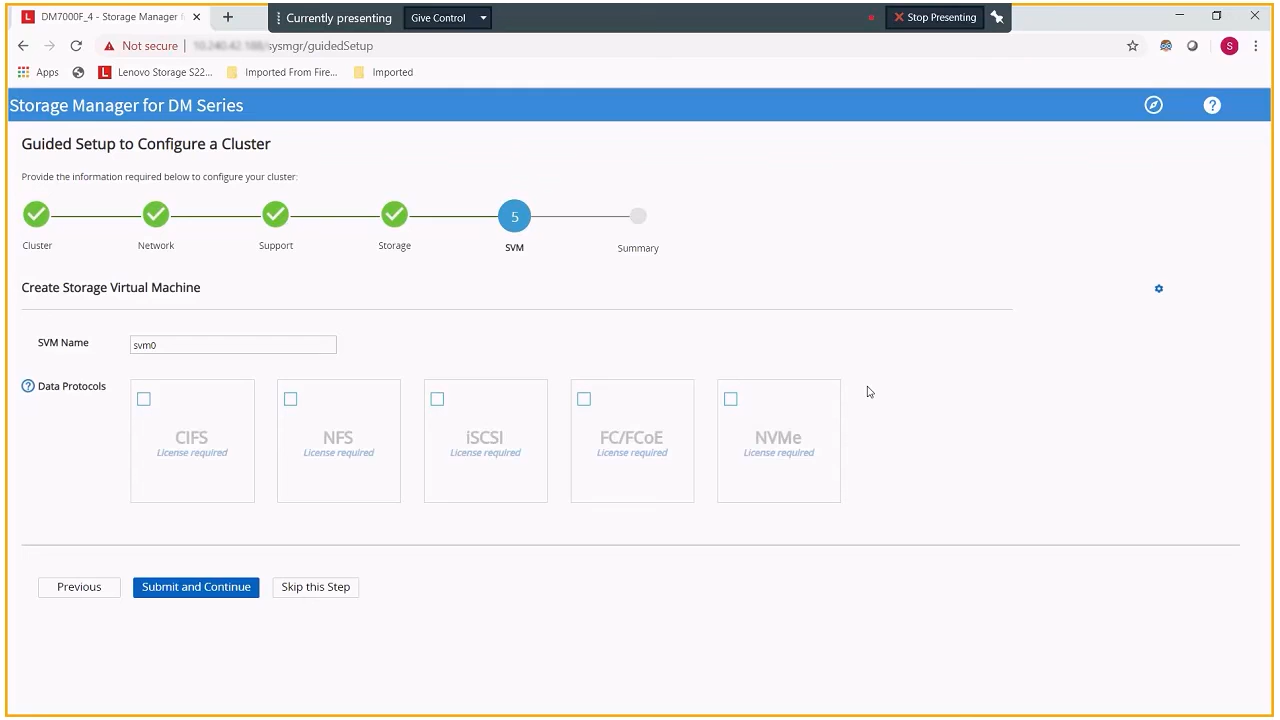 DM7000F_4 - Storage Manager
Currently presenting
Give Control
Stop Presenting
Not secure
sysmgr/guidedSetup
S
Apps
L
Lenovo Storage S22...
Imported From Fire...
Imported
Storage Manager for DM Series
?
Guided Setup to Configure a Cluster
Provide the information required below to configure your cluster:
5
Cluster
Network
Support
Storage
SVM
Summary
Create Storage Virtual Machine
SVM Name
svm0
? Data Protocols
CIFS
License required
NFS
License required
iSCSI
License required
FC/FCoE
License required
NVMe
License required
Previous
Submit and Continue
Skip this Step